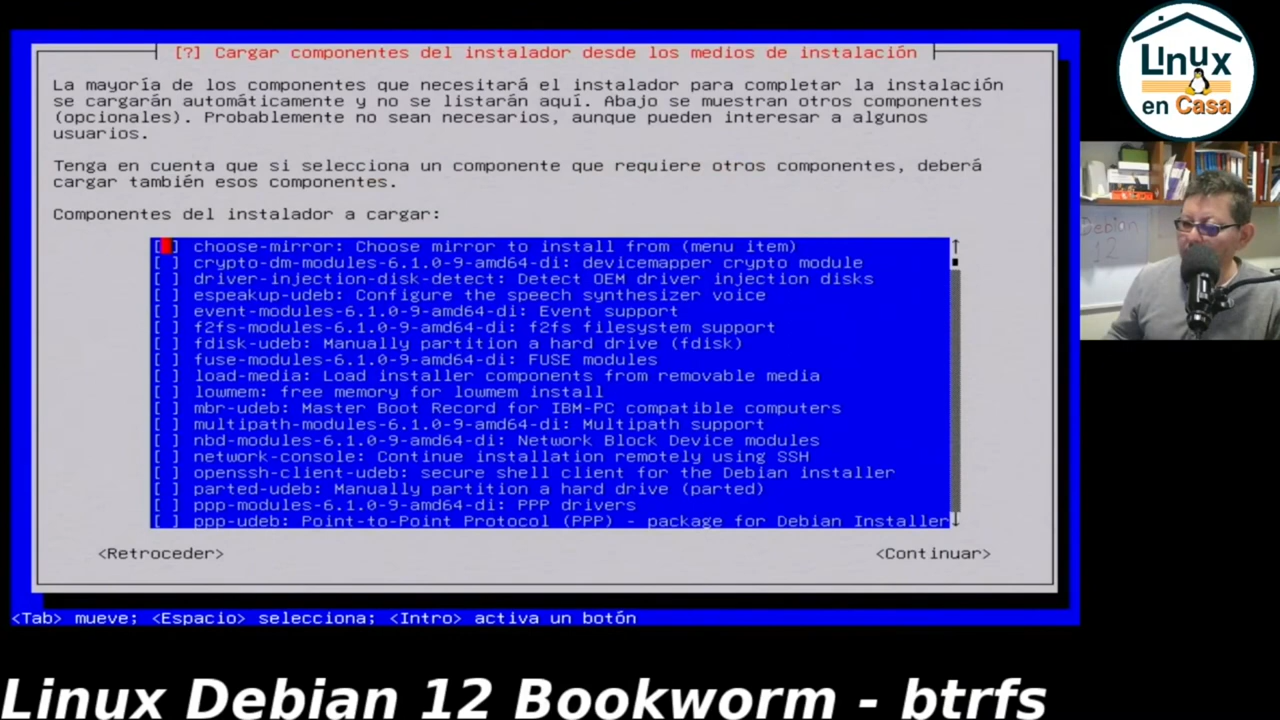 [?] Cargar componentes del instalador desde los medios de instalación
La mayoría de los componentes que necesitará el instalador para completar la instalación
se cargarán automáticamente y no se listarán aquí. Abajo se muestran otros componentes
(opcionales). Probablemente no sean necesarios, aunque pueden interesar a algunos
usuarios.
Tenga en cuenta que si selecciona un componente que requiere otros componentes, deberá
cargar también esos componentes.
Componentes del instalador a cargar:
[ ] choose-mirror: Choose mirror to install from (menu item)
[ ] crypto-dm-modules-6.1.0-9-amd64-di: devicemapper crypto module
[ ] driver-injection-disk-detect: Detect OEM driver injection disks
[ ] espeakup-udeb: Configure the speech synthesizer voice
[ ] event-modules-6.1.0-9-amd64-di: Event support
[ ] f2fs-modules-6.1.0-9-amd64-di: f2fs filesystem support
[ ] fdisk-udeb: Manually partition a hard drive (fdisk)
[ ] fuse-modules-6.1.0-9-amd64-di: FUSE modules
[ ] load-media: Load installer components from removable media
[ ] lowmem: free memory for lowmem install
[ ] mbr-udeb: Master Boot Record for IBM-PC compatible computers
[ ] multipath-modules-6.1.0-9-amd64-di: Multipath support
[ ] nbd-modules-6.1.0-9-amd64-di: Network Block Device modules
[ ] network-console: Continue installation remotely using SSH
[ ] openssh-client-udeb: secure shell client for the Debian installer
[ ] parted-udeb: Manually partition a hard drive (parted)
[ ] ppp-modules-6.1.0-9-amd64-di: PPP drivers
[ ] ppp-udeb: Point-to-Point Protocol (PPP) - package for Debian Installer
<Retroceder> <Continuar>
<Tab> mueve; <Espacio> selecciona; <Intro> activa un botón
Linux
en Casa
Debian
12
Linux Debian 12 Bookworm - btrfs